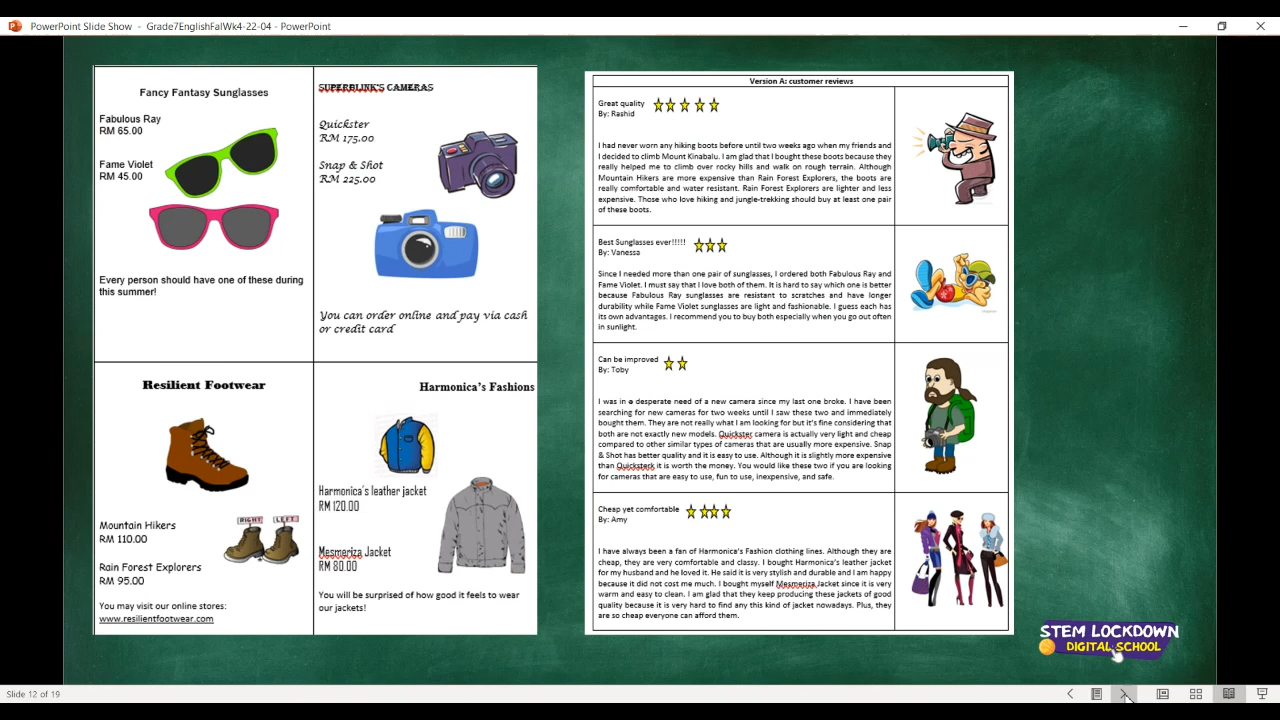 PowerPoint Slide Show - Grade7EnglishFalWk4-22-04 - PowerPoint
Fancy Fantasy Sunglasses
Fabulous Ray
RM 65.00
Fame Violet
RM 45.00
Every person should have one of these during
this summer!
SUPERBLINK'S CAMERAS
Quickster
RM 175.00
Snap & Shot
RM 225.00
You can order online and pay via cash
or credit card
Resilient Footwear
RIGHT LEFT
Mountain Hikers
RM 110.00
Rain Forest Explorers
RM 95.00
You may visit our online stores:
www.resilientfootwear.com
Harmonica's Fashions
Harmonica's leather jacket
RM 120.00
Mesmeriza Jacket
RM 80.00
You will be surprised of how good it feels to wear
our jackets!
Version A: customer reviews
Great quality
By: Rashid
I had never worn any hiking boots before until two weeks ago when my friends and
I decided to climb Mount Kinabalu. I am glad that I bought these boots because they
really helped me to climb over rocky hills and walk on rough terrain. Although
Mountain Hikers are more expensive than Rain Forest Explorers, the boots are
really comfortable and water resistant. Rain Forest Explorers are lighter and less
expensive. Those who love hiking and jungle-trekking should buy at least one pair
of these boots.
Best Sunglasses ever!!!!!
By: Vanessa
Since I needed more than one pair of sunglasses, I ordered both Fabulous Ray and
Fame Violet. I must say that I love both of them. It is hard to say which one is better
because Fabulous Ray sunglasses are resistant to scratches and have longer
durability while Fame Violet sunglasses are light and fashionable. I guess each has
its own advantages. I recommend you to buy both especially when you go out often
in sunlight.
Can be improved
By: Toby
I was in a desperate need of a new camera since my last one broke. I have been
searching for new cameras for two weeks until I saw these two and immediately
bought them. They are not really what I am looking for but it's fine considering that
both are not exactly new models. Quickster camera is actually very light and cheap
compared to other similar types of cameras that are usually more expensive. Snap
& Shot has better quality and it is easy to use. Although it is slightly more expensive
than Quicksterk it is worth the money. You would like these two if you are looking
for cameras that are easy to use, fun to use, inexpensive, and safe.
Cheap yet comfortable
By: Amy
I have always been a fan of Harmonica's Fashion clothing lines. Although they are
cheap, they are very comfortable and classy. I bought Harmonica's leather jacket
for my husband and he loved it. He said it is very stylish and durable and I am happy
because it did not cost me much. I bought myself Mesmeriza Jacket since it is very
warm and easy to clean. I am glad that they keep producing these jackets of good
quality because it is very hard to find any this kind of jacket nowadays. Plus, they
are so cheap everyone can afford them.
STEM LOCKDOWN
DIGITAL SCHOOL
Slide 12 of 19